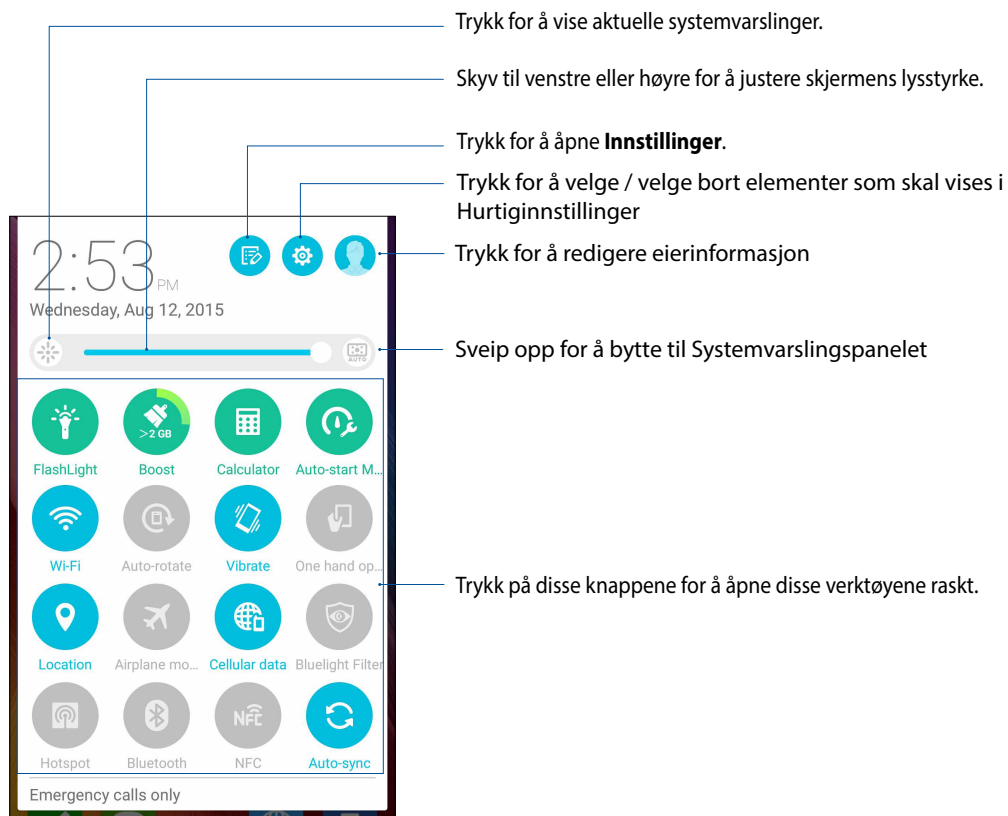 Trykk for å vise aktuelle systemvarslinger.
Skyv til venstre eller høyre for å justere skjermens lysstyrke.
Trykk for å åpne Innstillinger.
Trykk for å velge / velge bort elementer som skal vises i
Hurtiginnstillinger
Trykk for å redigere eierinformasjon
2:53 PM
Wednesday, Aug 12, 2015
AUTO
Sveip opp for å bytte til Systemvarslingspanelet
>2 GB
FlashLight Boost Calculator Auto-start M...
Wi-Fi Auto-rotate Vibrate One hand op...
Trykk på disse knappene for å åpne disse verktøyene raskt.
Location Airplane mo... Cellular data Bluelight Filter
NFC
Hotspot Bluetooth NFC Auto-sync
Emergency calls only